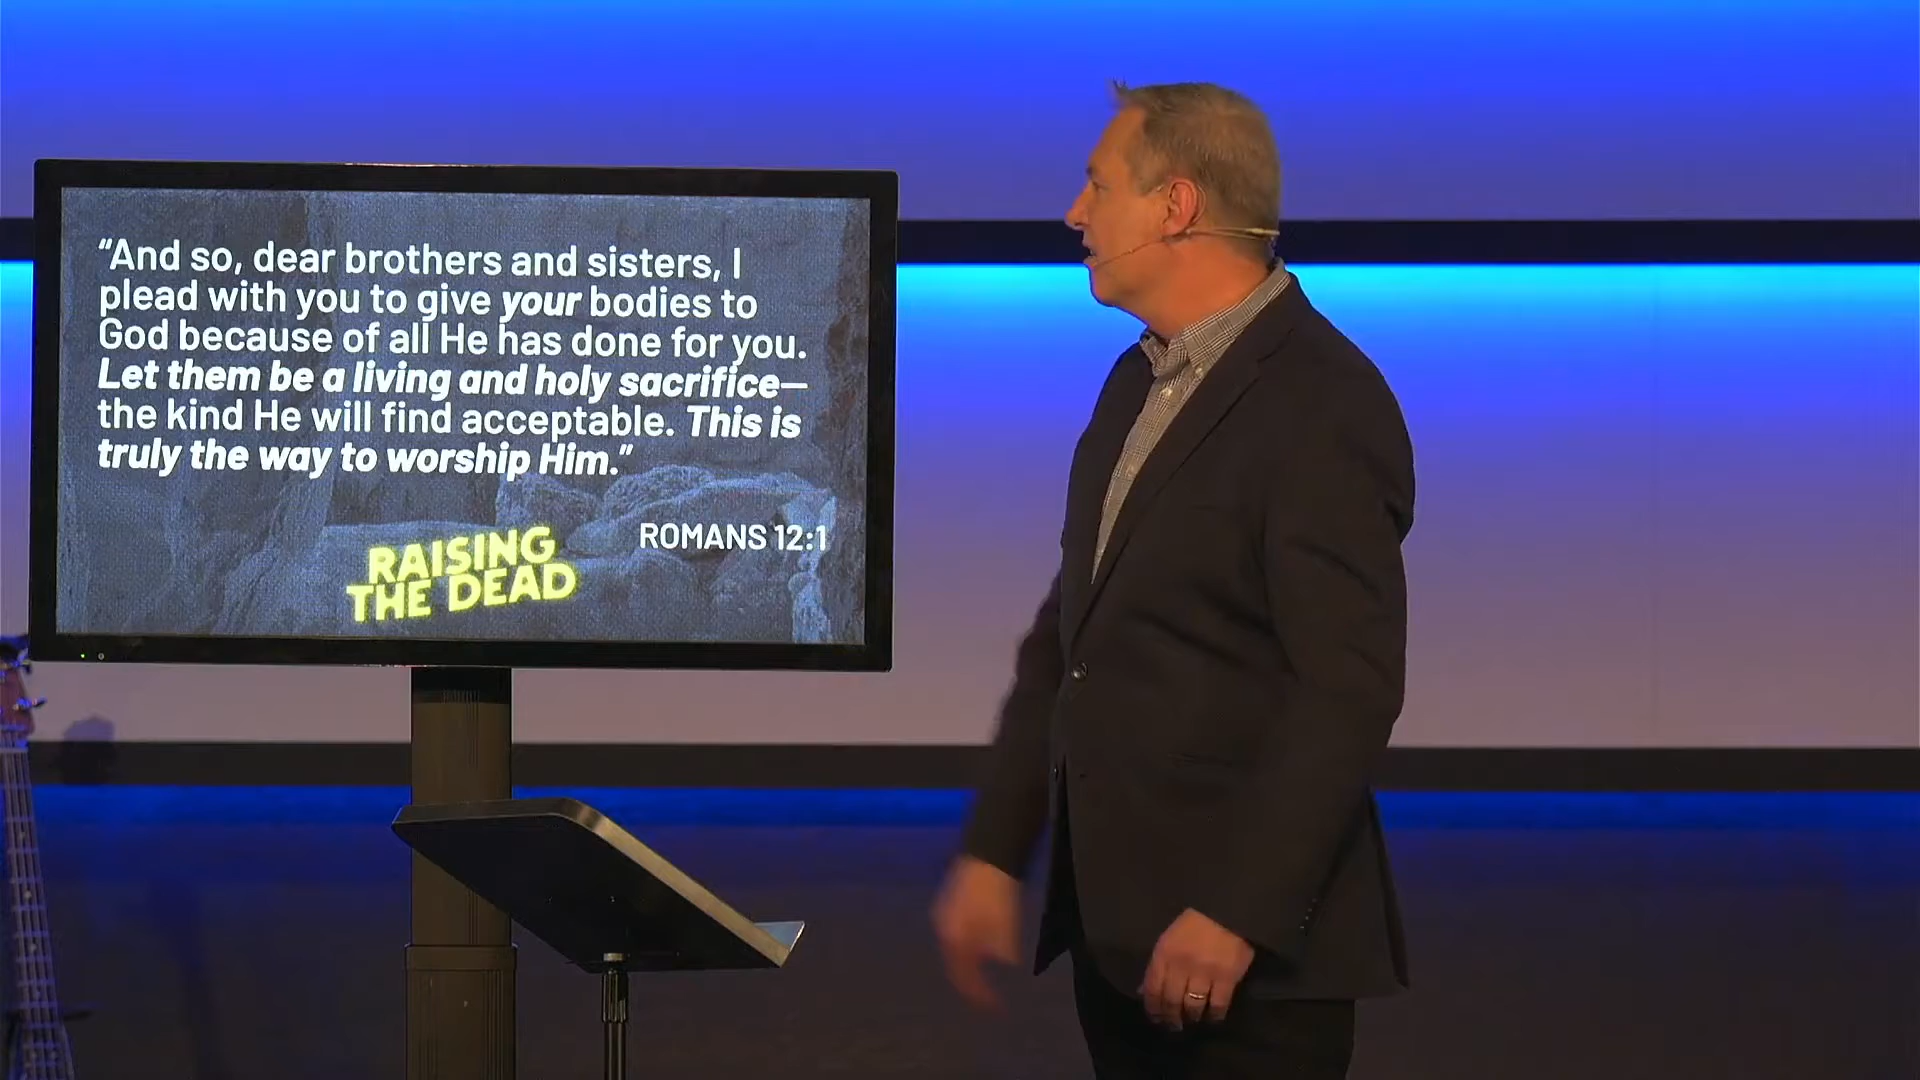 “And so, dear brothers and sisters, I
plead with you to give your bodies to
God because of all He has done for you.
Let them be a living and holy sacrifice—
the kind He will find acceptable. This is
truly the way to worship Him.”
ROMANS 12:1
RAISING
THE DEAD